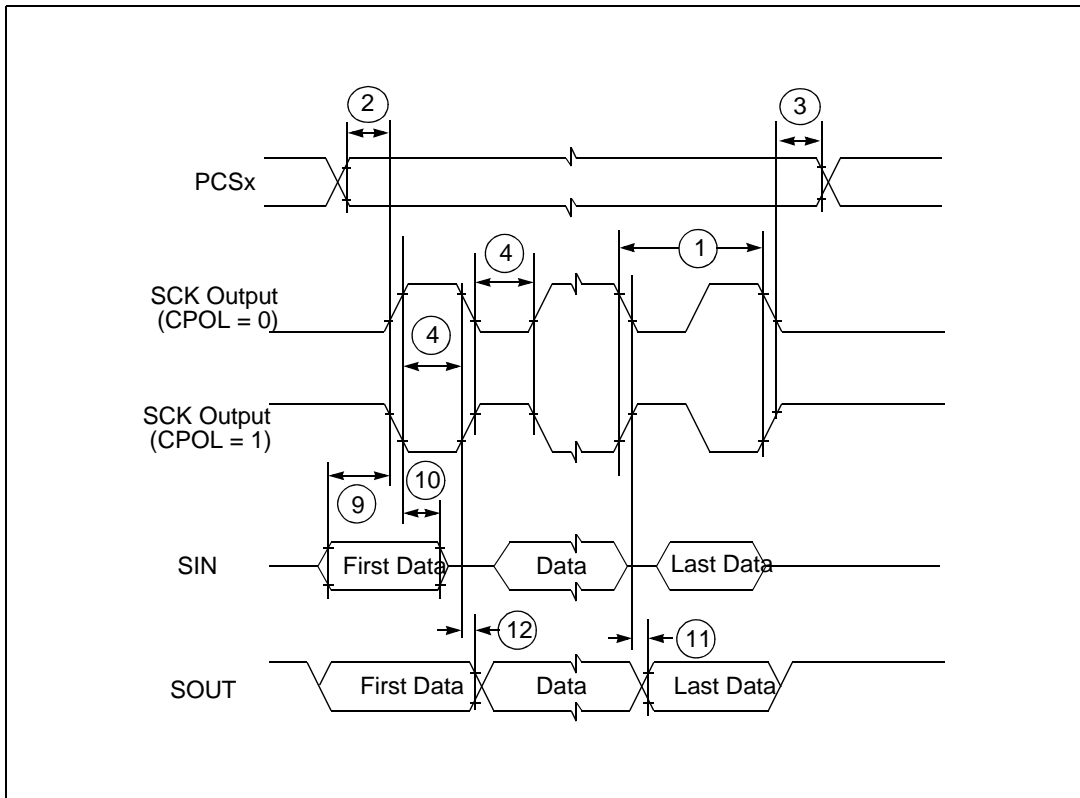 2
3
PCSx
4
1
SCK Output
(CPOL = 0)
4
SCK Output
(CPOL = 1)
9
10
SIN
First Data
Data
Last Data
12
11
SOUT
First Data
Data
Last Data